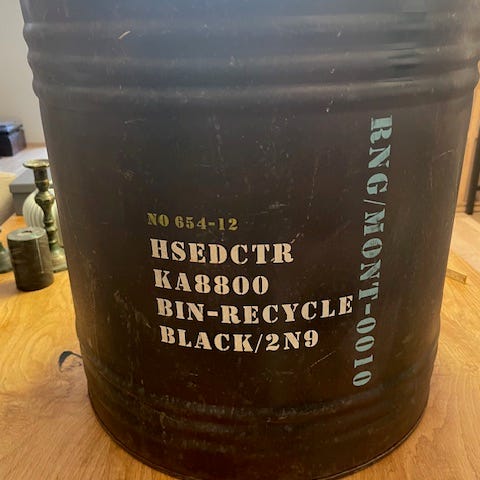 NO 654-12
HSEDCTR
KA8800
BIN-RECYCLE
BLACK/2N9
RNG/MONT-0010